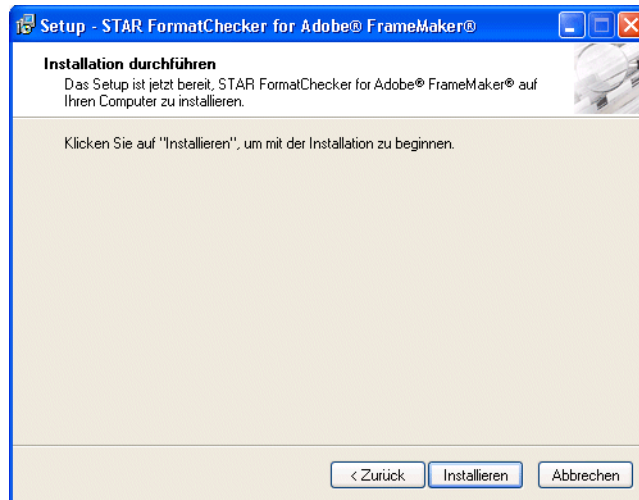 Setup - STAR FormatChecker for Adobe® FrameMaker®
Installation durchführen
Das Setup ist jetzt bereit, STAR FormatChecker for Adobe® FrameMaker® auf
Ihren Computer zu installieren.
Klicken Sie auf "Installieren", um mit der Installation zu beginnen.
< Zurück Installieren Abbrechen